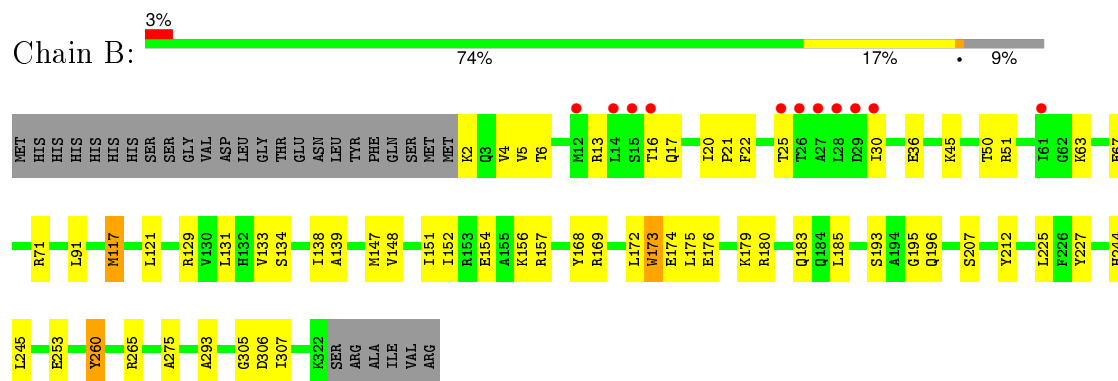 3%
Chain B:
74% 17% • 9%
MET HIS HIS HIS HIS HIS HIS SER SER GLY VAL ASP LEU GLY THR GLU ASN LEU TYR PHE GLN SER MET MET K2 Q3 V4 V5 T6 M12 R13 L14 S15 T16 Q17 I20 P21 F22 T25 T26 A27 L28 D29 I30 E36 K45 T50 R51 I61 G62 K63
R71 L91 M117 L121 R129 V130 L131 H132 V133 S134 I138 A139 M147 V148 I151 I152 R153 E154 A155 K156 R157 Y168 R169 L172 W173 E174 L175 E176 K179 R180 Q183 Q184 L185 S193 A194 G195 Q196 S207 Y212 L225 F226 Y227
L245 E253 Y260 R265 A275 A293 G305 D306 I307 K322 SER ARG ALA ILE VAL ARG